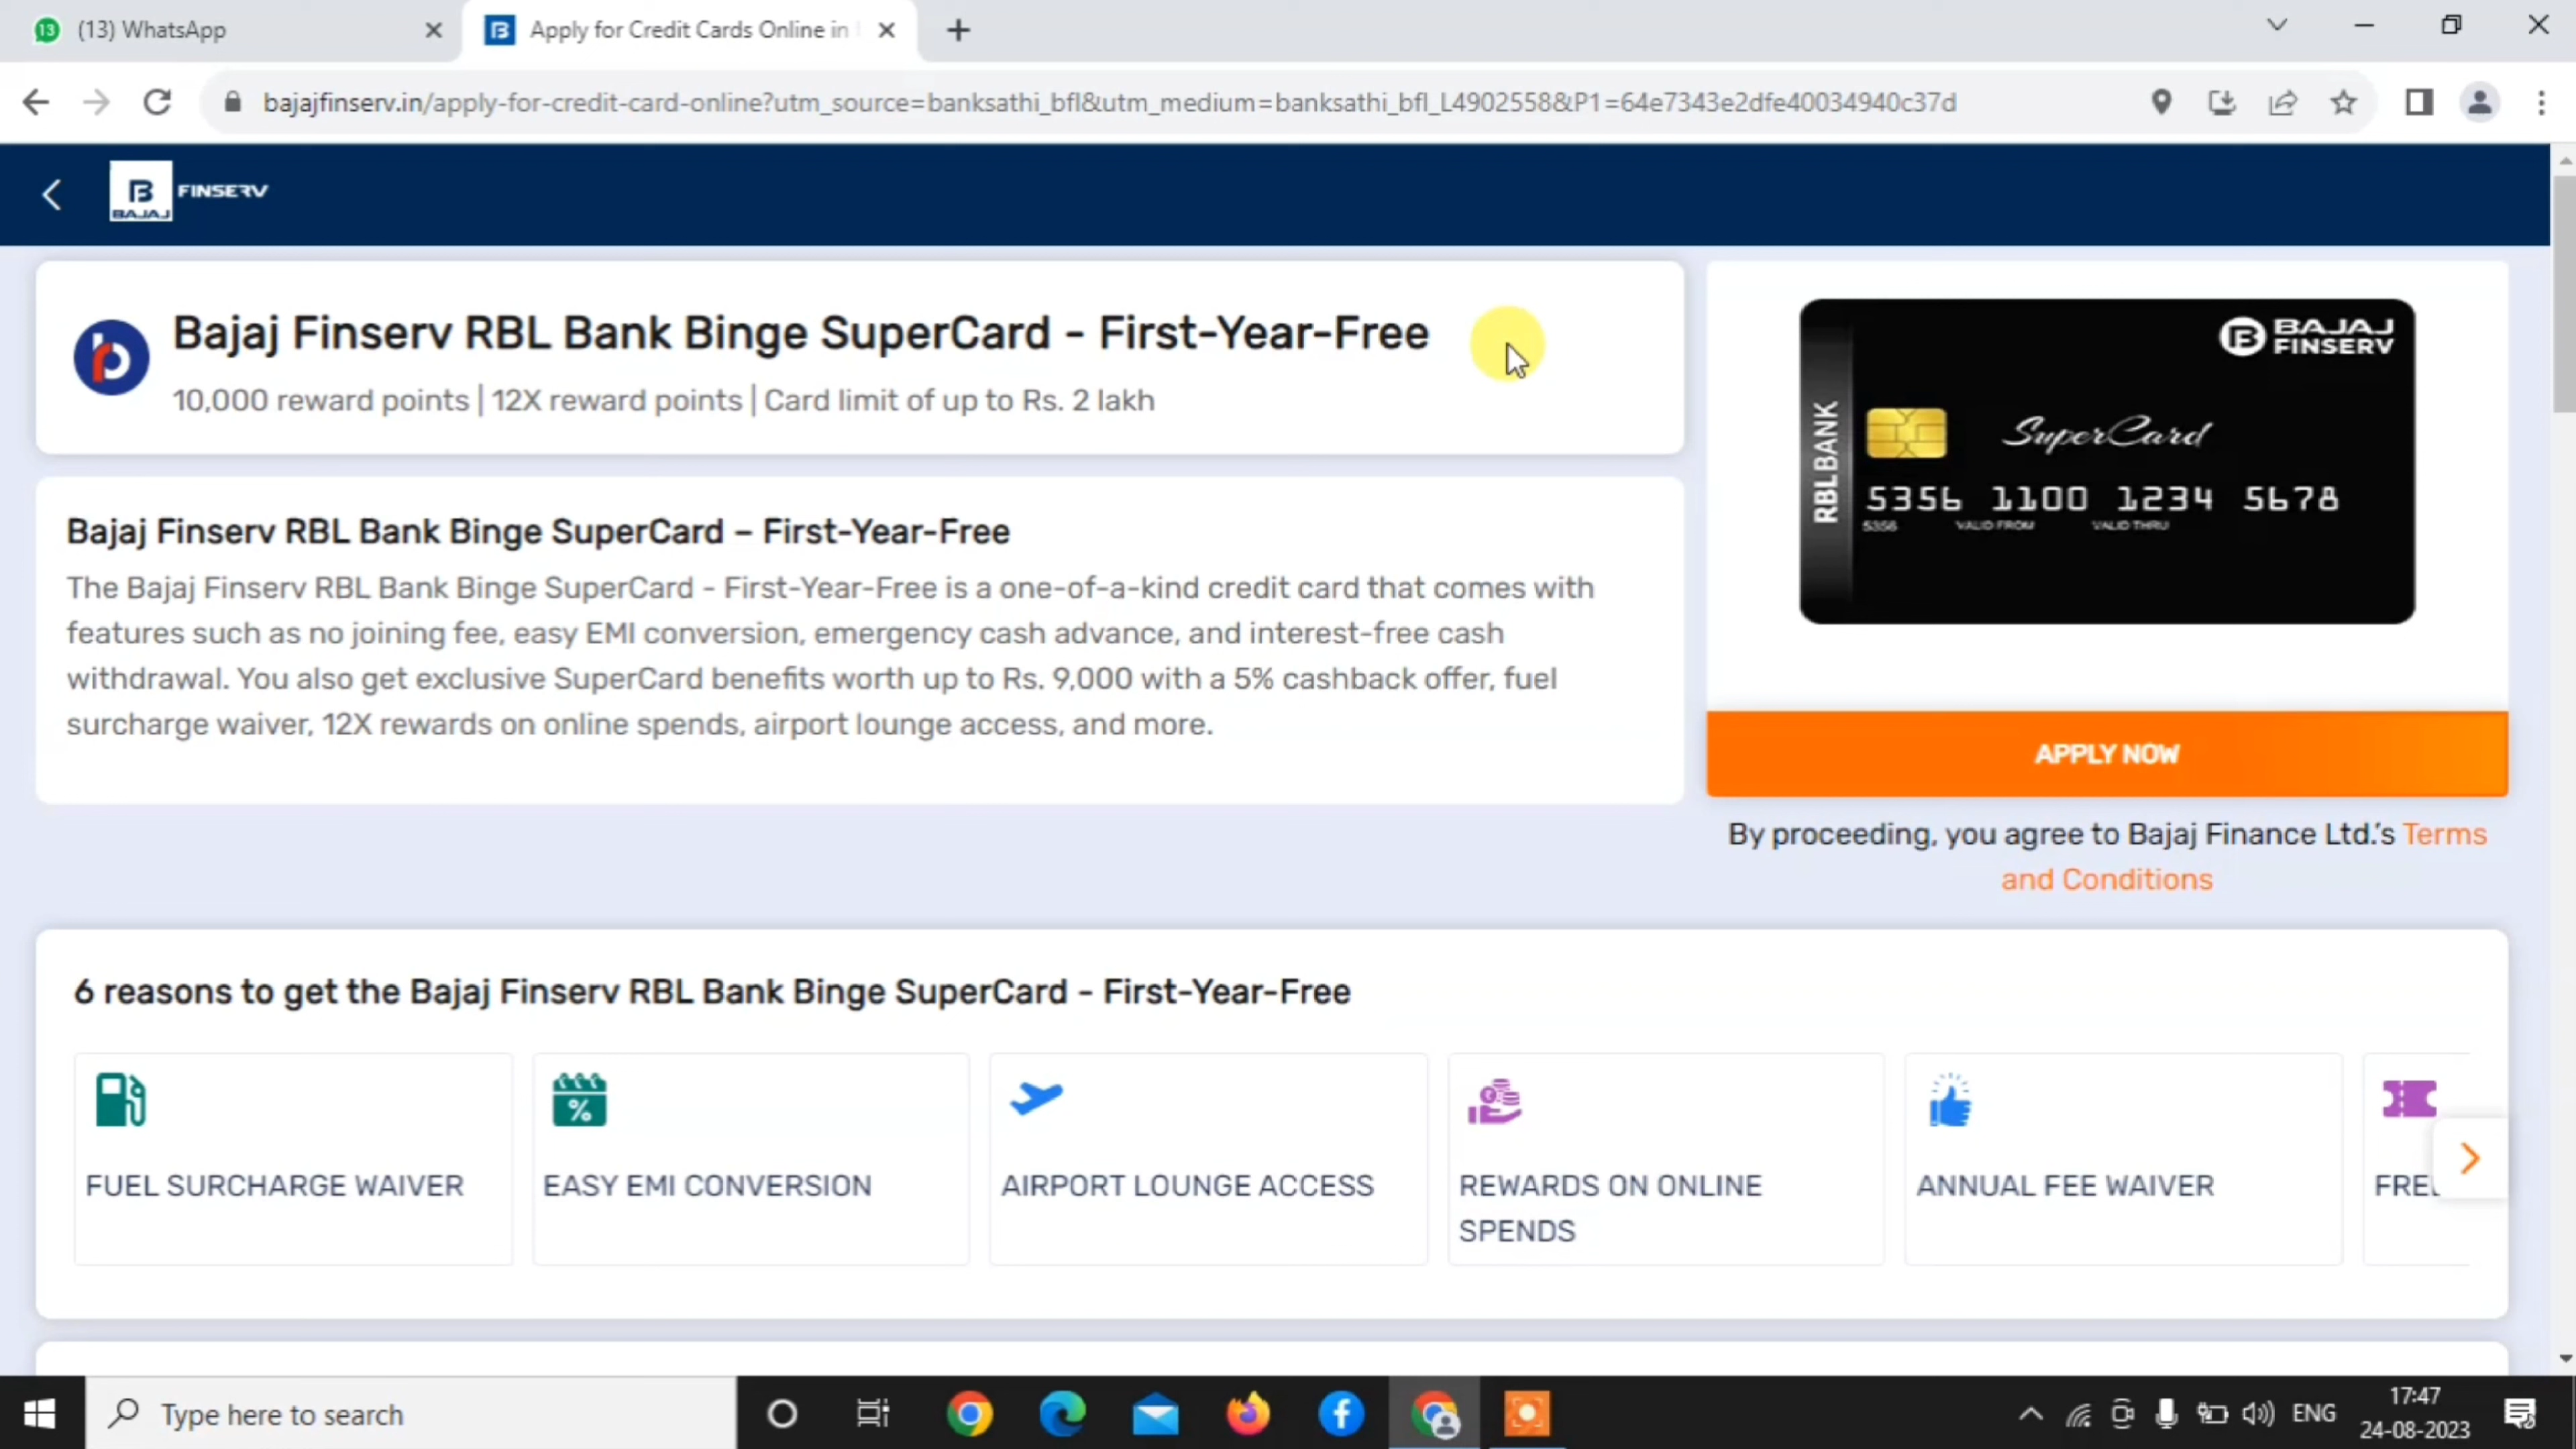 13 (13) WhatsApp
Apply for Credit Cards Online in
bajajfinserv.in/apply-for-credit-card-online?utm_source=banksathi_bfl&utm_medium=banksathi_bfl_L4902558&P1=64e7343e2dfe40034940c37d
B
BAJAJ
FINSERV
Bajaj Finserv RBL Bank Binge SuperCard - First-Year-Free
10,000 reward points | 12X reward points | Card limit of up to Rs. 2 lakh
Bajaj Finserv RBL Bank Binge SuperCard – First-Year-Free
The Bajaj Finserv RBL Bank Binge SuperCard - First-Year-Free is a one-of-a-kind credit card that comes with
features such as no joining fee, easy EMI conversion, emergency cash advance, and interest-free cash
withdrawal. You also get exclusive SuperCard benefits worth up to Rs. 9,000 with a 5% cashback offer, fuel
surcharge waiver, 12X rewards on online spends, airport lounge access, and more.
BAJAJ
FINSERV
RBLBANK
SuperCard
5356 1100 1234 5678
5356 VALID FROM VALID THRU
APPLY NOW
By proceeding, you agree to Bajaj Finance Ltd.'s Terms
and Conditions
6 reasons to get the Bajaj Finserv RBL Bank Binge SuperCard - First-Year-Free
FUEL SURCHARGE WAIVER
EASY EMI CONVERSION
AIRPORT LOUNGE ACCESS
REWARDS ON ONLINE
SPENDS
ANNUAL FEE WAIVER
Type here to search
ENG
17:47
24-08-2023